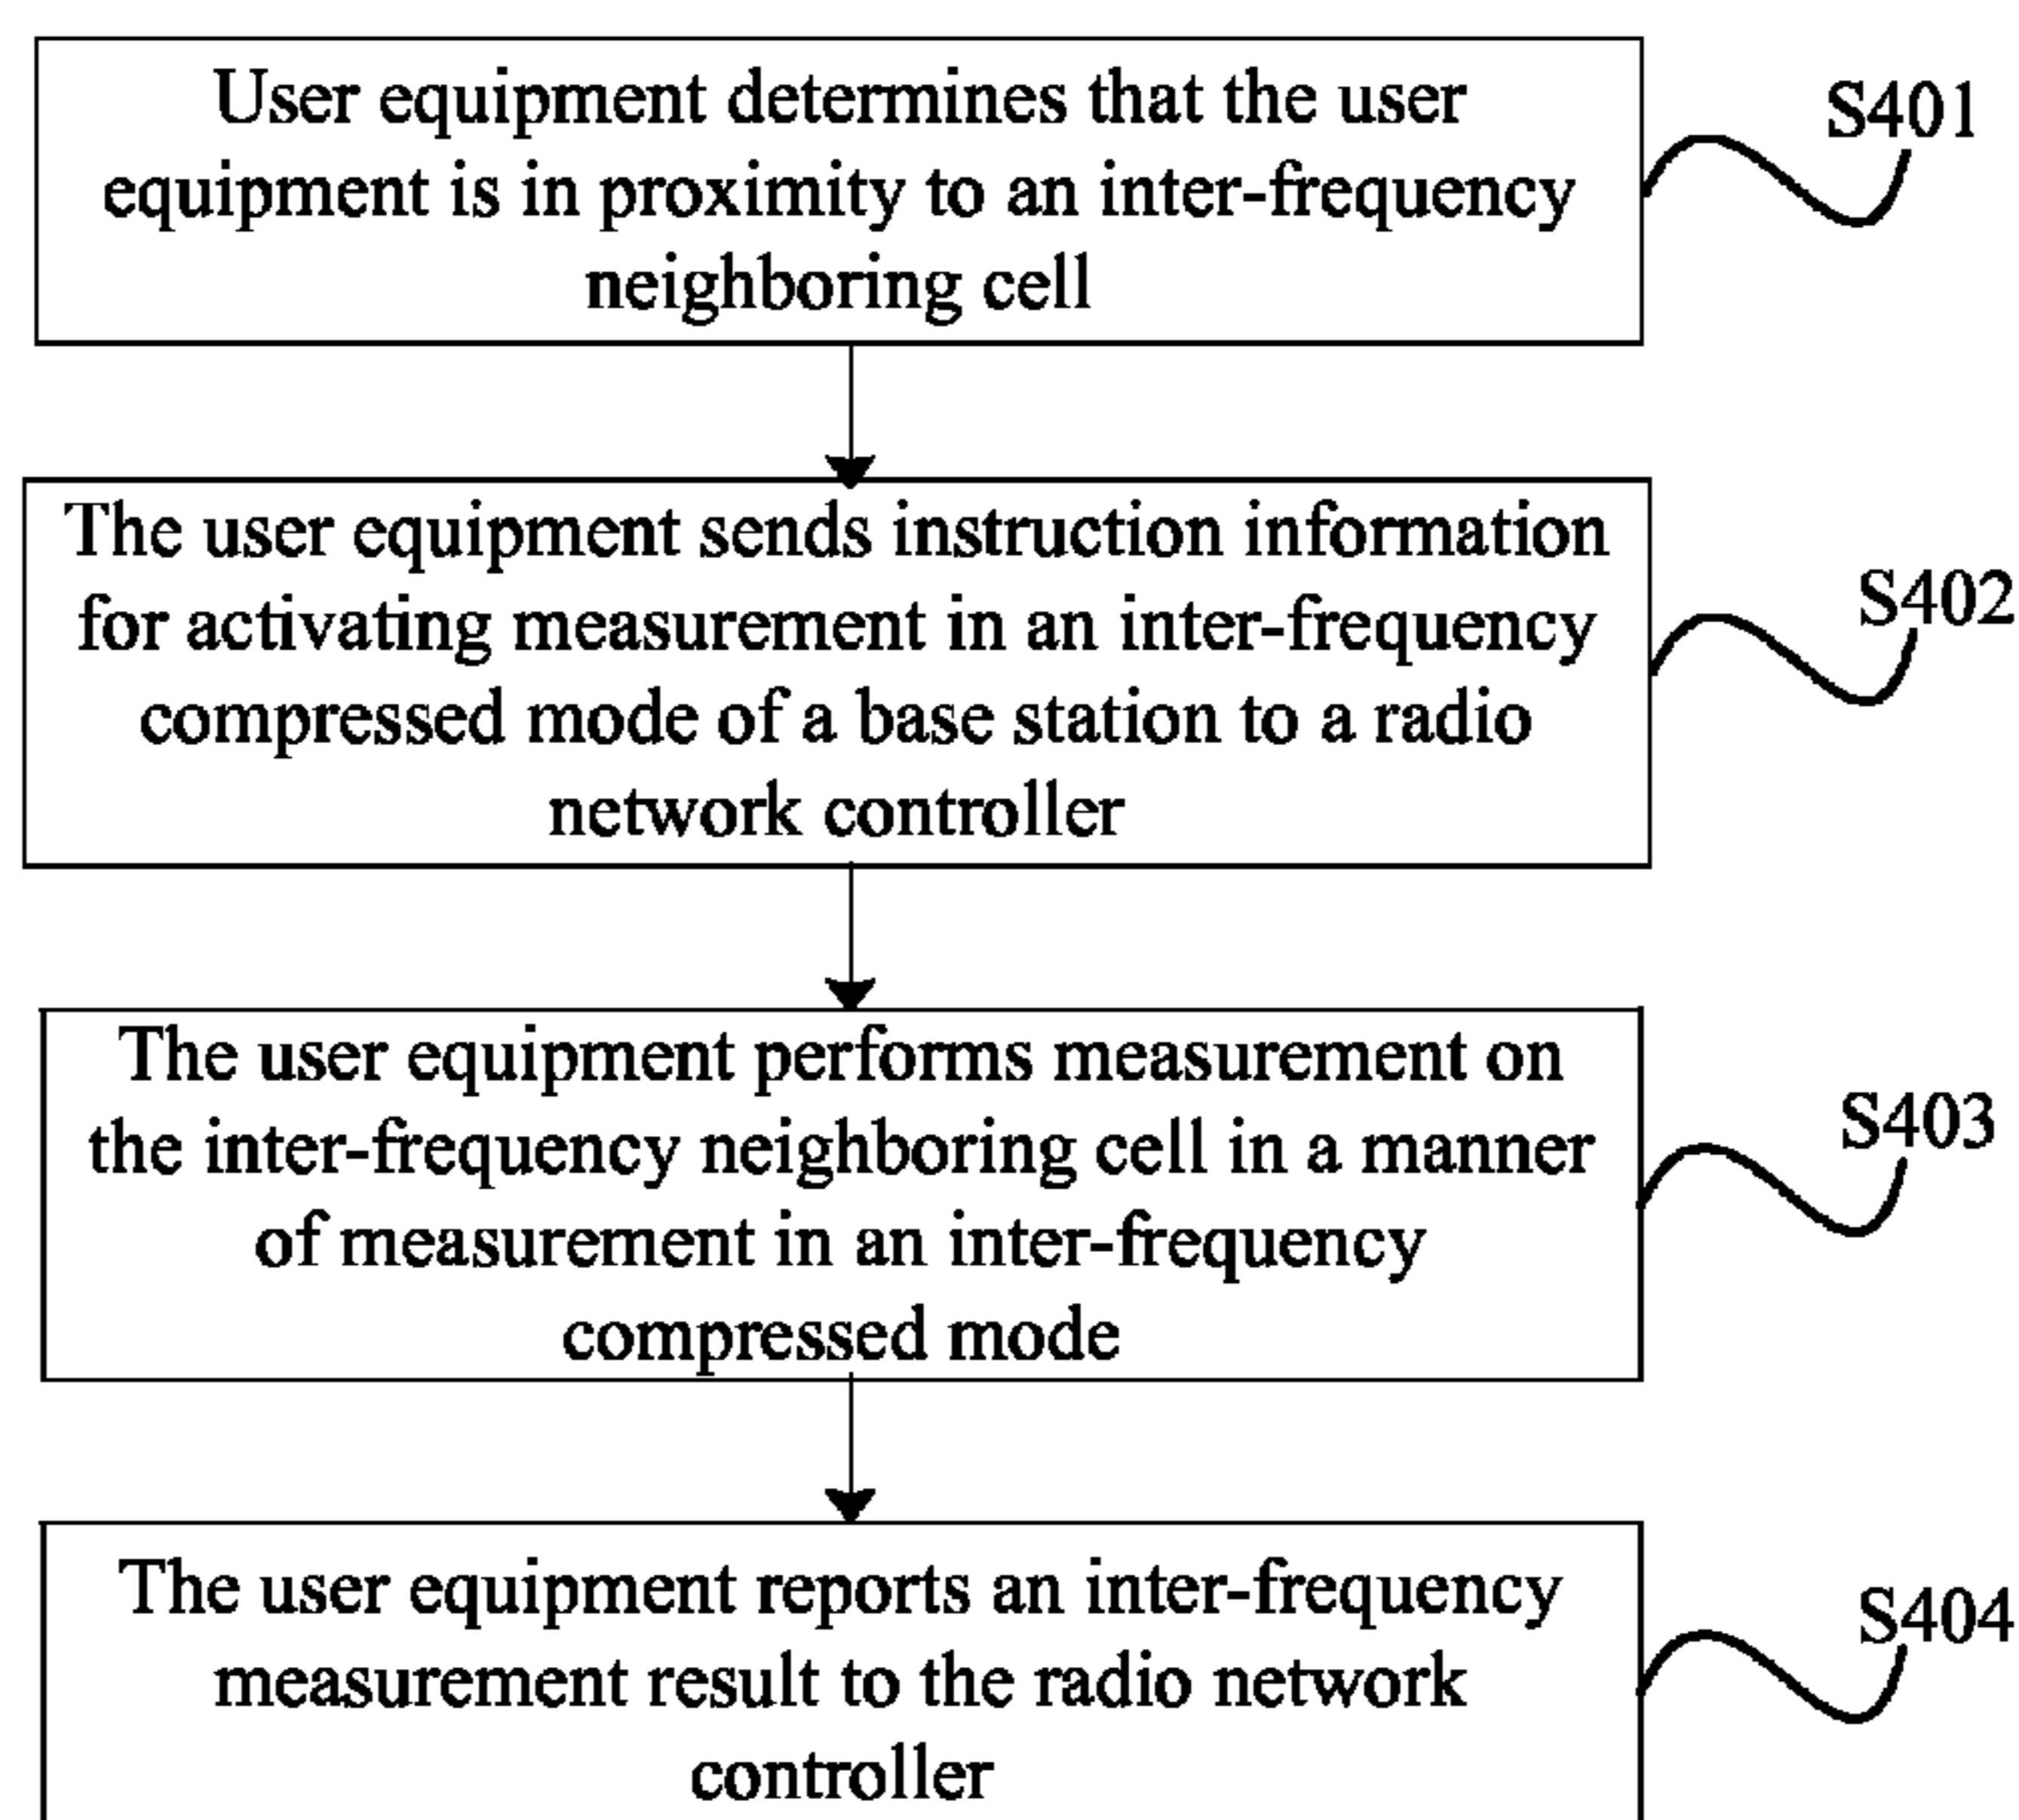 User equipment determines that the user
equipment is in proximity to an inter-frequency
neighboring cell
S401
The user equipment sends instruction information
for activating measurement in an inter-frequency
compressed mode of a base station to a radio
network controller
S402
The user equipment performs measurement on
the inter-frequency neighboring cell in a manner
of measurement in an inter-frequency
compressed mode
S403
The user equipment reports an inter-frequency
measurement result to the radio network
controller
S404